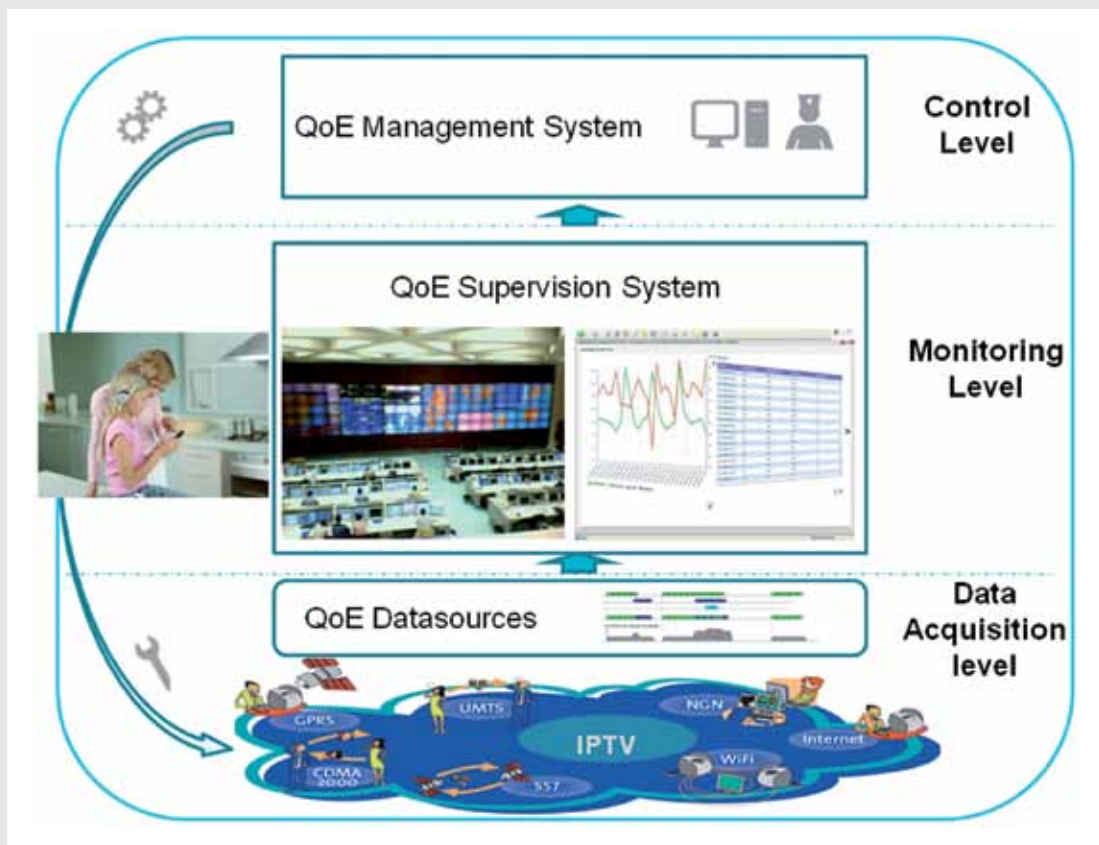 QoE Management System
Control
Level
QoE Supervision System
Monitoring
Level
QoE Datasources
Data
Acquisition
level
GPRS
UMTS
NGN
Internet
IPTV
WiFi
CDMA
2000
SS7